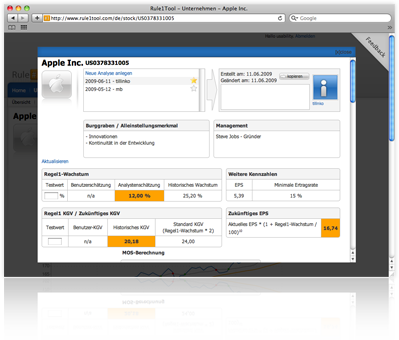 Rule1Tool – Unternehmen – Apple Inc.
http://www.rule1tool.com/de/stock/US0378331005
Feedback
Apple Inc. US0378331005
Neue Analyse anlegen
2009-06-11 - tillinko
2009-05-12 - mb
Erstellt am: 11.06.2009
Geändert am: 11.06.2009
kopieren
tillinko
Burggraben / Alleinstellungsmerkmal
- Innovationen
- Kontinuität in der Entwicklung
Management
Steve Jobs - Gründer
Aktualisieren
Regel1-Wachstum
Testwert Benutzerschätzung Analystenschätzung Historisches Wachstum
% n/a 12,00 % 25,20 %
Weitere Kennzahlen
EPS Minimale Ertragsrate
5,39 15 %
Regel1 KGV / Zukünftiges KGV
Testwert Benutzer-KGV Historisches KGV Standard KGV
(Regel1-Wachstum * 2)
n/a 20,18 24,00
Zukünftiges EPS
Aktuelles EPS * (1 + Regel1-Wachstum /
100)¹⁰
16,74
MOS-Berechnung